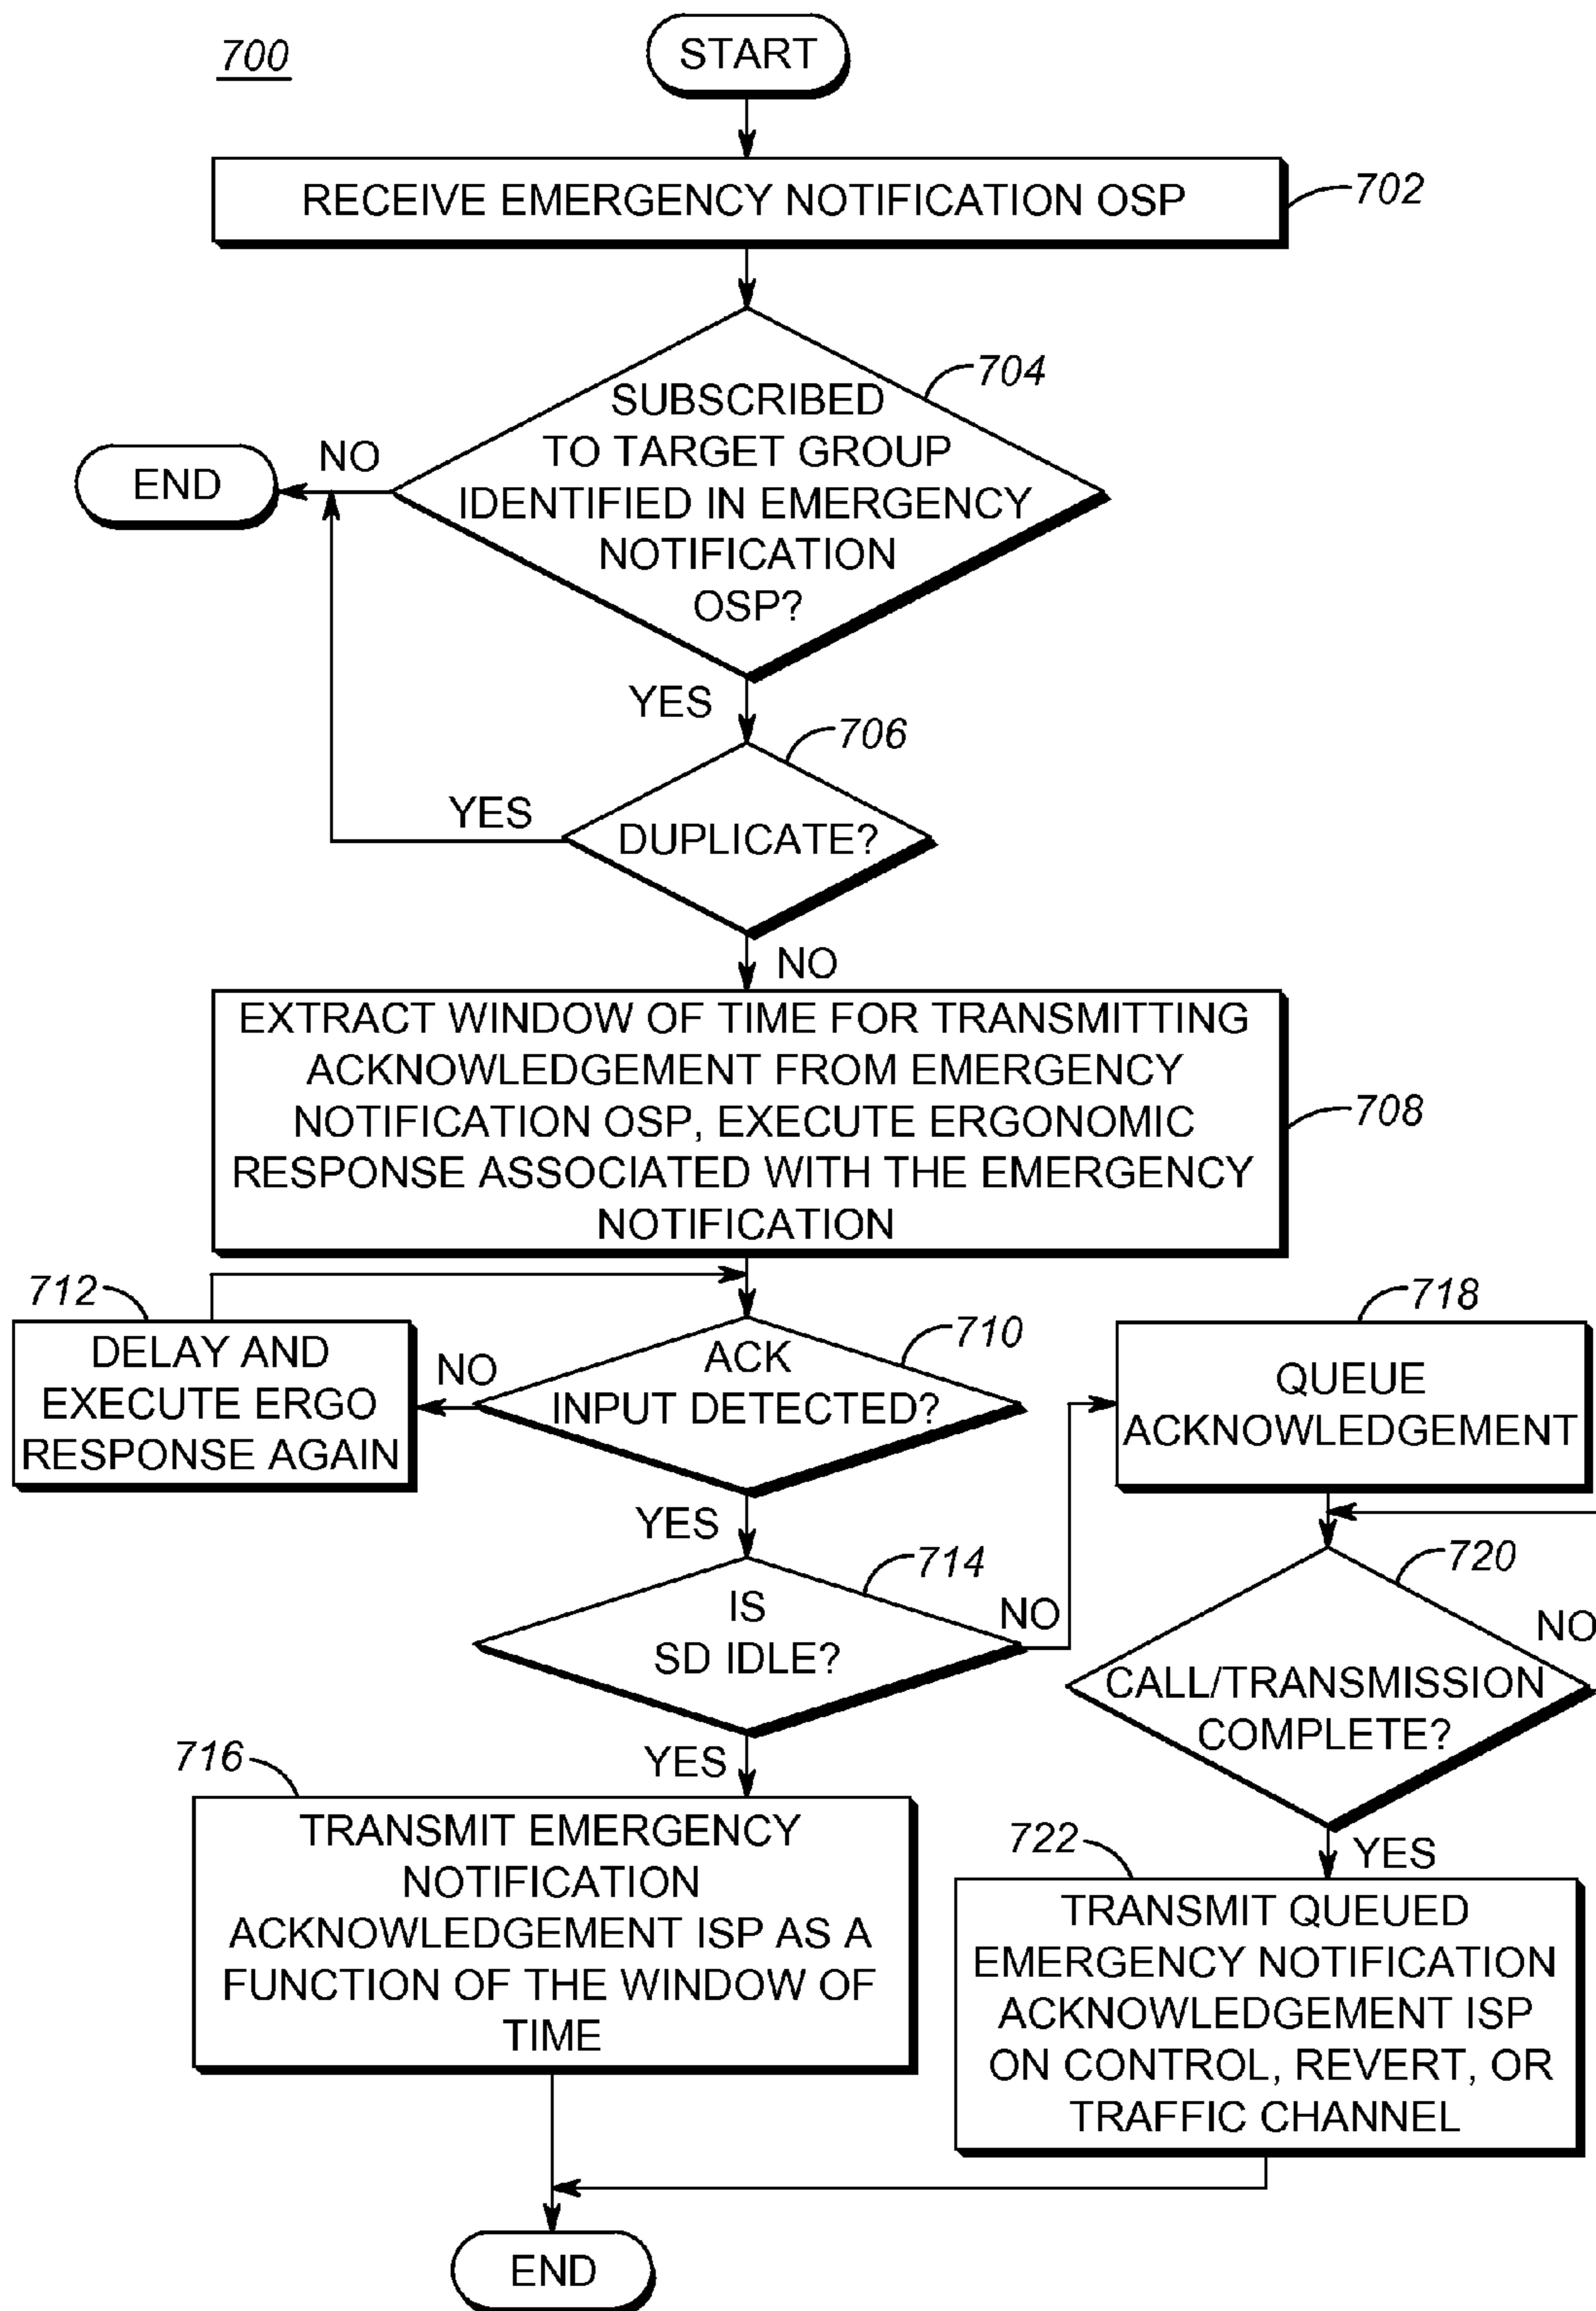 700
START
RECEIVE EMERGENCY NOTIFICATION OSP
702
704
SUBSCRIBED
TO TARGET GROUP
IDENTIFIED IN EMERGENCY
NOTIFICATION
OSP?
NO
END
YES
706
YES
DUPLICATE?
NO
EXTRACT WINDOW OF TIME FOR TRANSMITTING
ACKNOWLEDGEMENT FROM EMERGENCY
NOTIFICATION OSP, EXECUTE ERGONOMIC
RESPONSE ASSOCIATED WITH THE EMERGENCY
NOTIFICATION
708
712
DELAY AND
EXECUTE ERGO
RESPONSE AGAIN
NO
710
ACK
INPUT DETECTED?
YES
714
IS
SD IDLE?
NO
YES
716
TRANSMIT EMERGENCY
NOTIFICATION
ACKNOWLEDGEMENT ISP AS A
FUNCTION OF THE WINDOW OF
TIME
718
QUEUE
ACKNOWLEDGEMENT
720
NO
CALL/TRANSMISSION
COMPLETE?
YES
722
TRANSMIT QUEUED
EMERGENCY NOTIFICATION
ACKNOWLEDGEMENT ISP
ON CONTROL, REVERT, OR
TRAFFIC CHANNEL
END